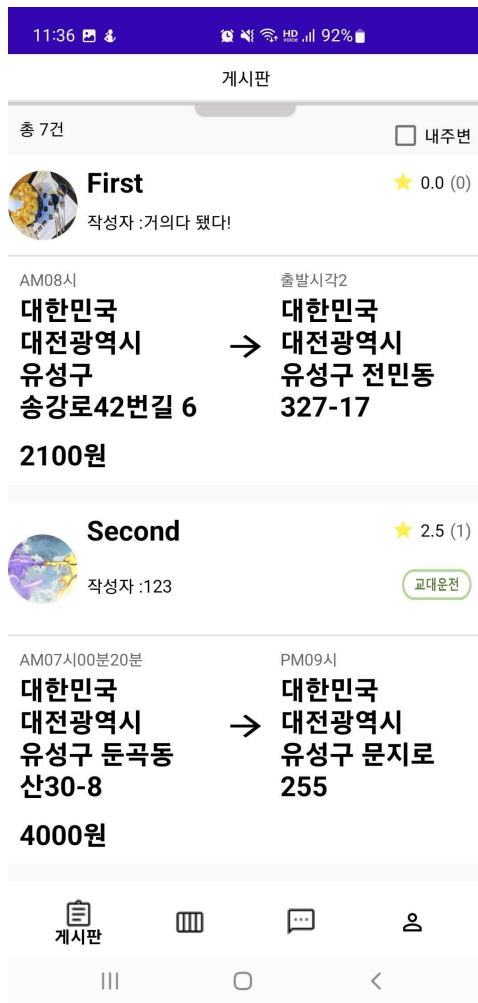 11:36 HD voice 92%
게시판
총 7건
내주변
First
0.0 (0)
작성자 :거의다 됐다!
AM08시
출발시각2
대한민국
대전광역시
유성구
송강로42번길 6
대한민국
대전광역시
유성구 전민동
327-17
2100원
Second
2.5 (1)
작성자 :123
교대운전
AM07시00분20분
PM09시
대한민국
대전광역시
유성구 둔곡동
산30-8
대한민국
대전광역시
유성구 문지로
255
4000원
게시판